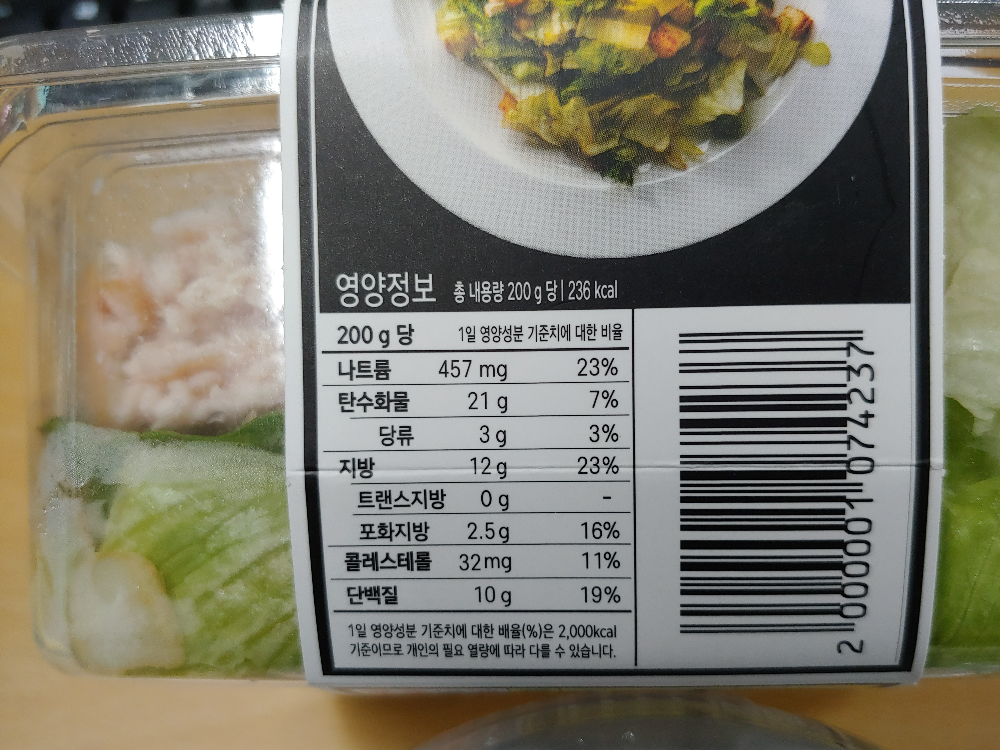 영양정보 총 내용량 200 g 당 | 236 kcal
200 g 당 1일 영양성분 기준치에 대한 비율
나트륨 457 mg 23%
탄수화물 21 g 7%
당류 3 g 3%
지방 12 g 23%
트랜스지방 0 g -
포화지방 2.5 g 16%
콜레스테롤 32 mg 11%
단백질 10 g 19%
1일 영양성분 기준치에 대한 배율(%)은 2,000kcal
기준이므로 개인의 필요 열량에 따라 다를 수 있습니다.
2 000001 074237